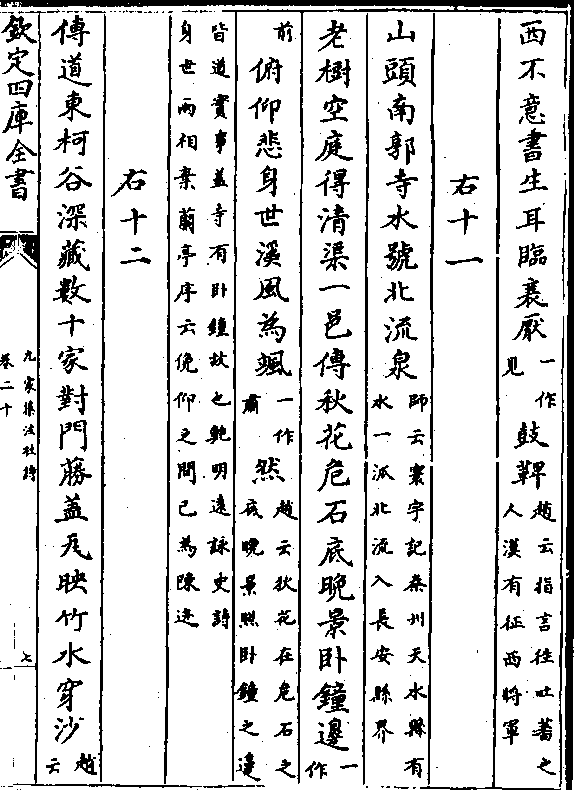 西不意書生耳臨衰厭一作見鼓鞞趙云指言往吐蕃之人漢有征西將軍
右十一
山頭南郭寺水號北流泉師云寰宇記秦州天水縣有水一派北流入長安縣界
老樹空庭得清渠一邑傳秋花危石底晚景卧鐘邊一作
前俯仰悲身世溪風為颯一作肅然趙云秋花在危石之底晚景照卧鐘之邊
皆道實事盖寺有卧鐘故之鮑明逺詠史詩
身世兩相棄蘭亭序云俛仰之間已為陳迹
右十二
傳道東柯谷深藏數十家對門藤盖瓦映竹水穿沙趙云
欽定四庫全書
九家集注杜詩
卷二十
七